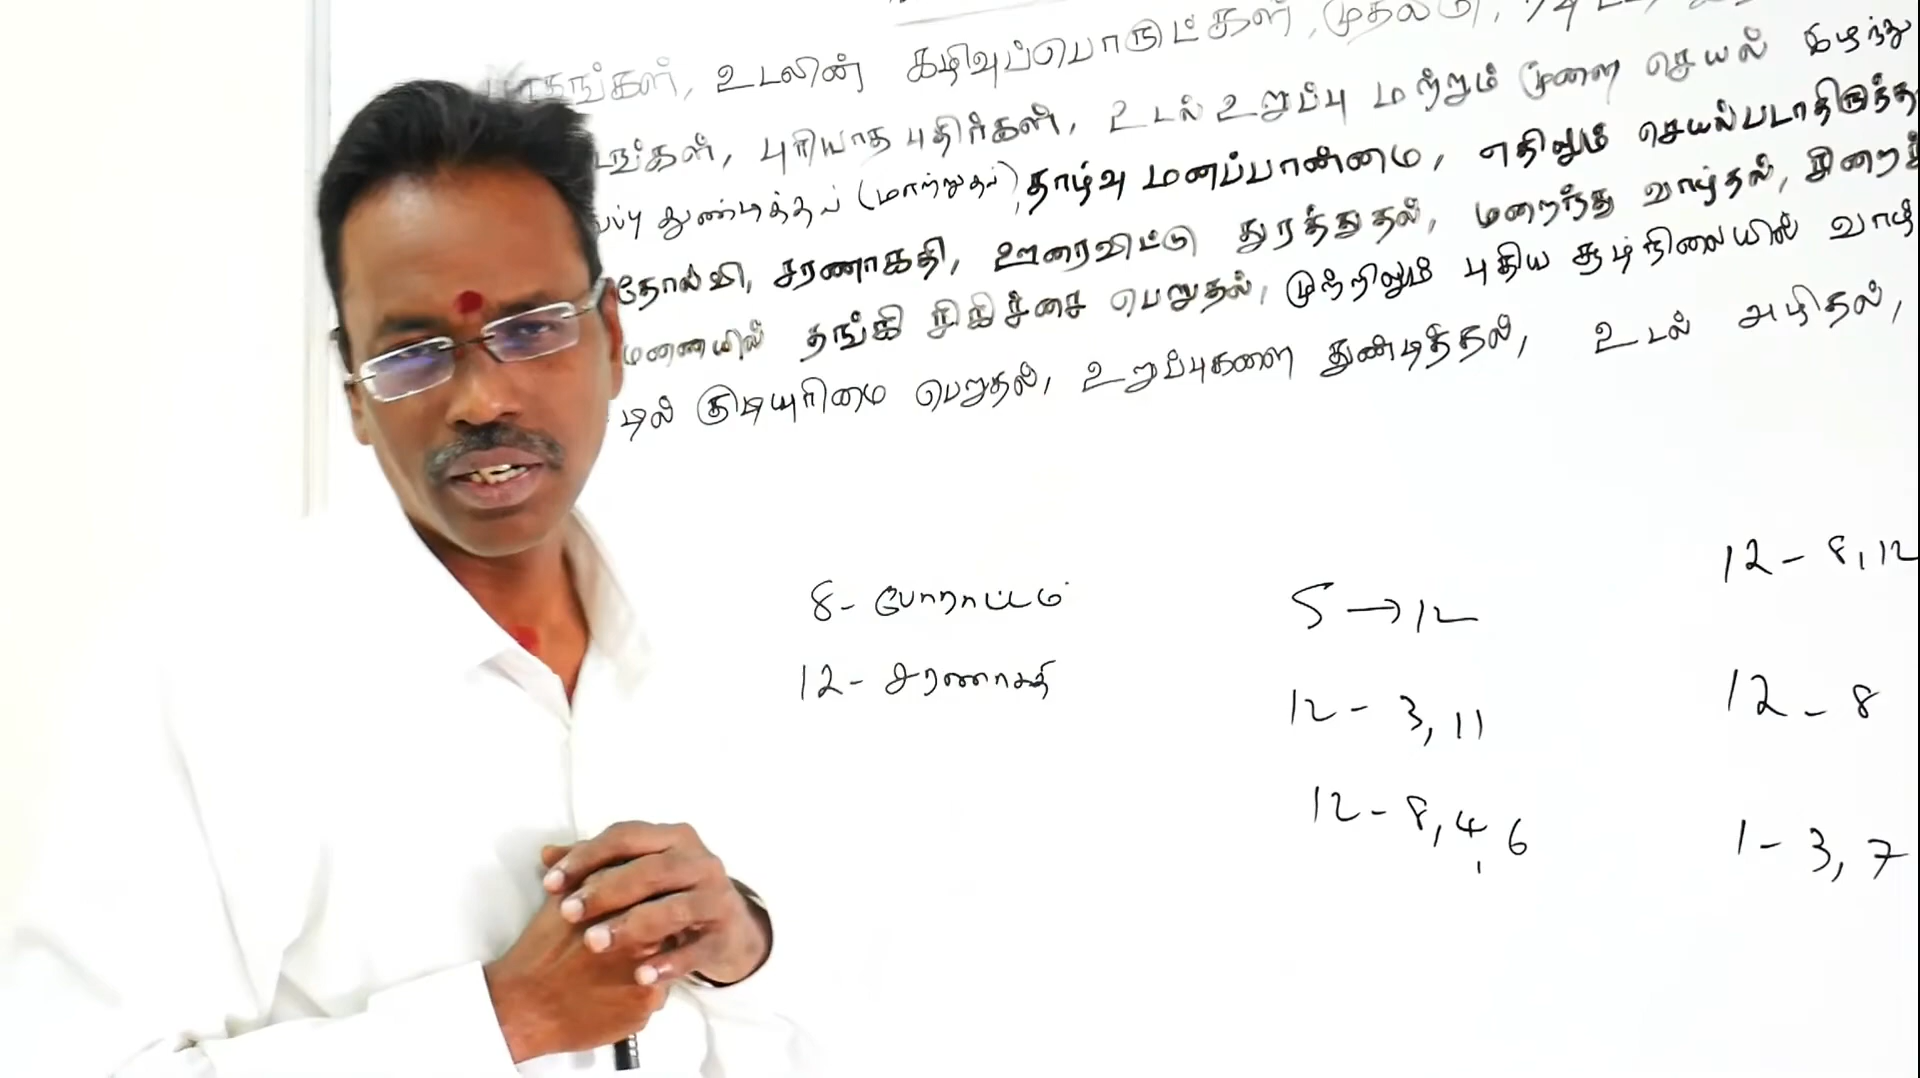 உடலின் கழிவுப்பொருட்கள், முதலீடு,
புரியாத புதிர்கள், உடல் உறுப்பு மற்றும் மூளை செயல் இழந்து
துண்டித்தல் (மாற்றுதல்), தாழ்வு மனப்பான்மை, எதிலும் செயல்படாதிருத்த
தோல்வி, சரணாகதி, ஊரைவிட்டு துரத்துதல், மறைந்து வாழ்தல், சிறைச்
மனையில் தங்கி சிகிச்சை பெறுதல், முற்றிலும் புதிய சூழ்நிலையில் வாழ்
டில் குடியுரிமை பெறுதல், உறுப்புகளை துண்டித்தல், உடல் அழிதல்,
12 - 8, 12
8 - போராட்டம்
5 → 12
12 - சரணாகதி
12 - 3, 11
12 - 8
12 - 8, 4, 6
1 - 3, 7